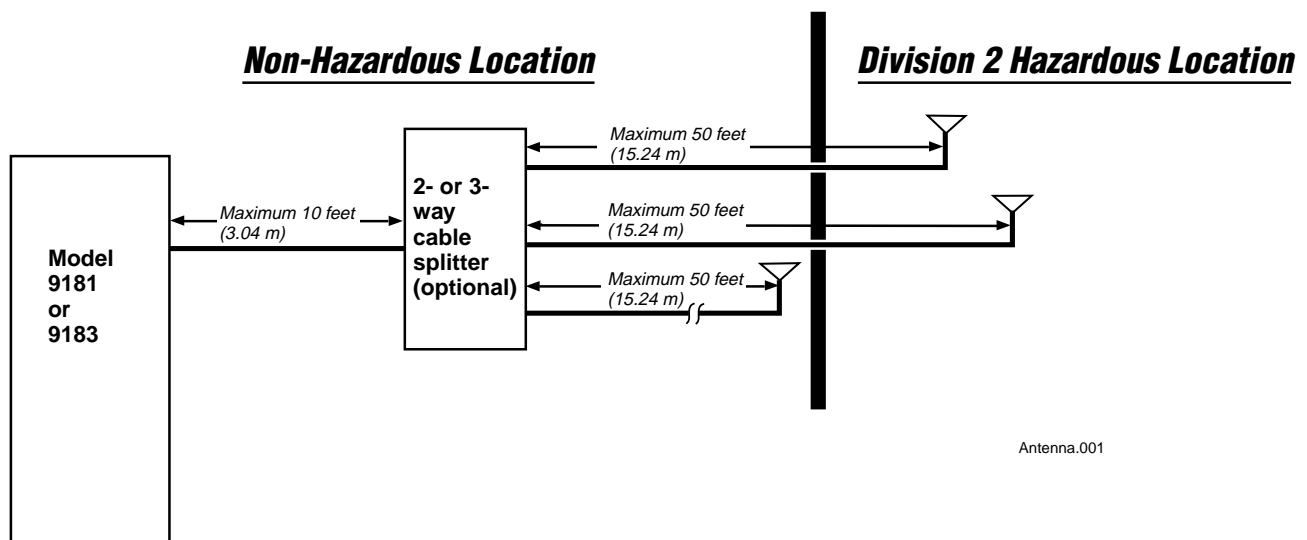 Non-Hazardous Location
Division 2 Hazardous Location
Maximum 50 feet
(15.24 m)
2- or 3-
way
cable
splitter
(optional)
Maximum 10 feet
(3.04 m)
Maximum 50 feet
(15.24 m)
Model
9181
or
9183
Maximum 50 feet
(15.24 m)
Antenna.001